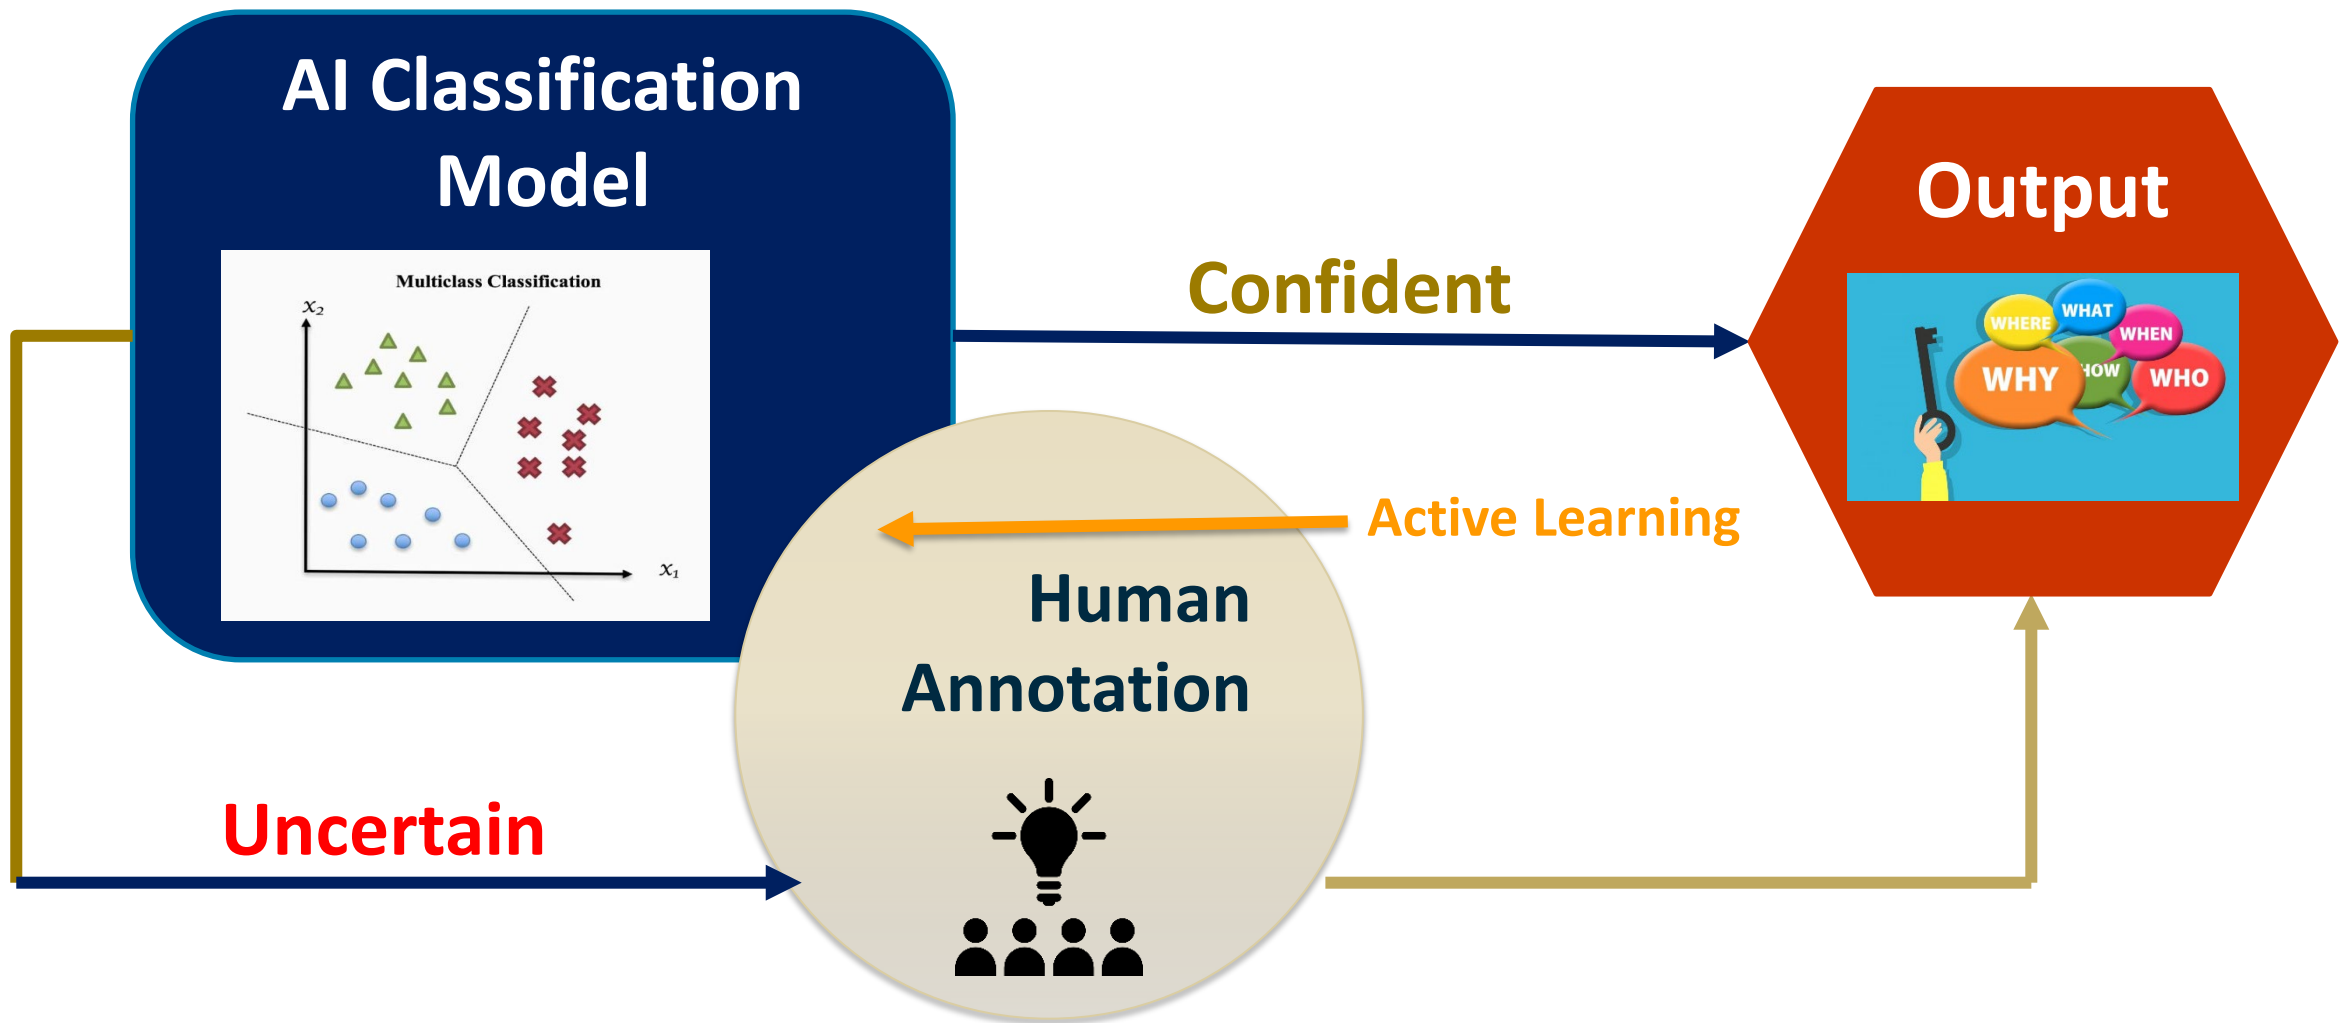 AI Classification
Model
Multiclass Classification
x2
x1
Confident
Output
WHERE
WHAT
WHEN
WHY
HOW
WHO
Active Learning
Human
Annotation
Uncertain